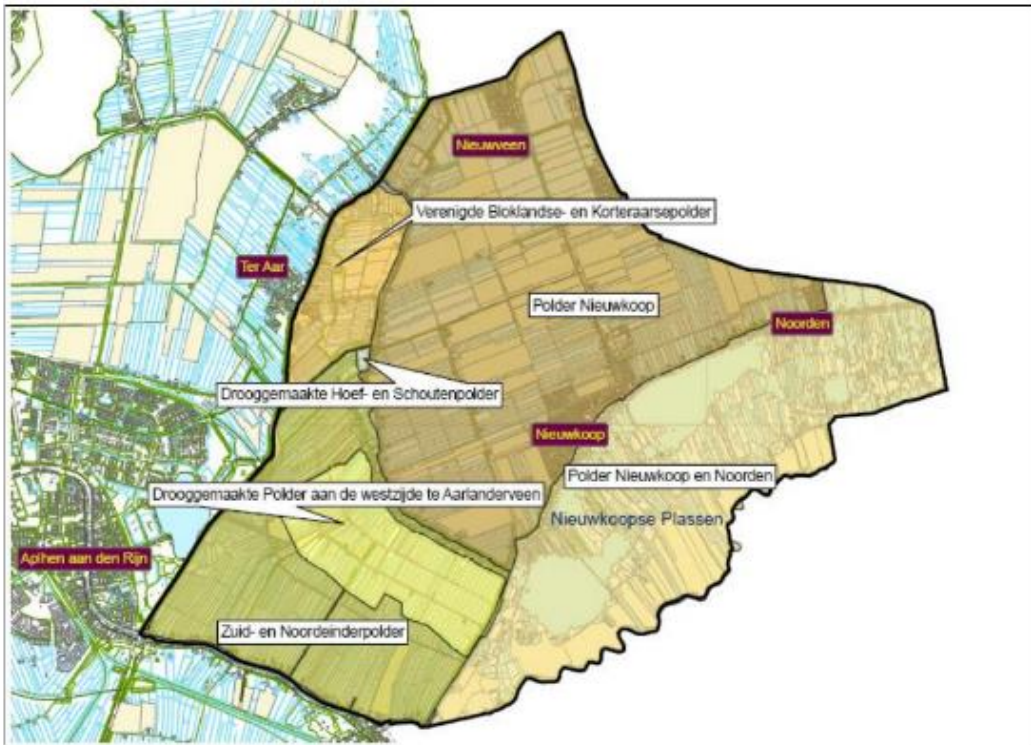 Nieuwveen
Verenigde Bloklandse- en Korteraarsepolder
Ter Aar
Polder Nieuwkoop
Noorden
Drooggemaakte Hoef- en Schoutenpolder
Nieuwkoop
Drooggemaakte Polder aan de westzijde te Aarlanderveen
Polder Nieuwkoop en Noorden
Nieuwkoopse Plassen
Aplhen aan den Rijn
Zuid- en Noordeinderpolder